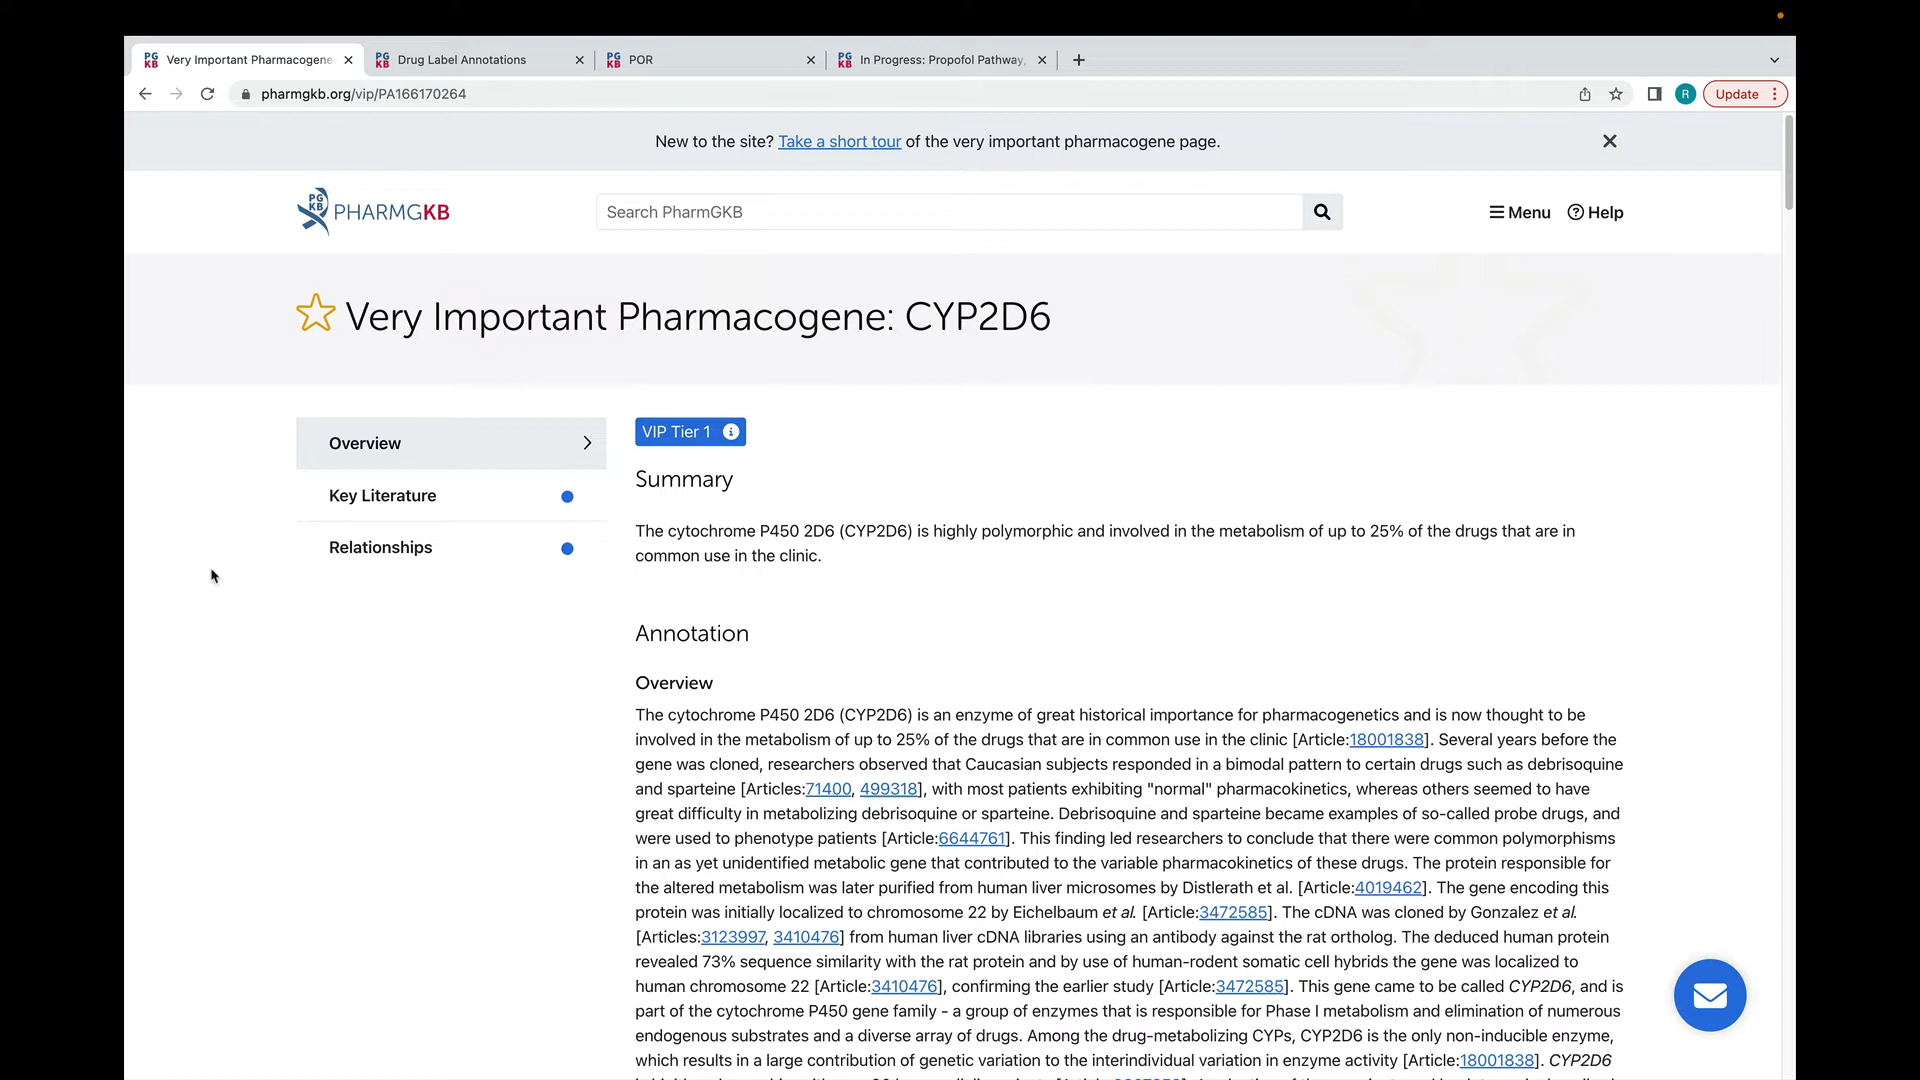 Very Important Pharmacogene
Drug Label Annotations
POR
In Progress: Propofol Pathway,
pharmgkb.org/vip/PA166170264
R
Update
New to the site? Take a short tour of the very important pharmacogene page.
PG
KB
PHARMGKB
Search PharmGKB
Menu
Help
Very Important Pharmacogene: CYP2D6
Overview
Key Literature
Relationships
VIP Tier 1
Summary
The cytochrome P450 2D6 (CYP2D6) is highly polymorphic and involved in the metabolism of up to 25% of the drugs that are in
common use in the clinic.
Annotation
Overview
The cytochrome P450 2D6 (CYP2D6) is an enzyme of great historical importance for pharmacogenetics and is now thought to be
involved in the metabolism of up to 25% of the drugs that are in common use in the clinic [Article:18001838]. Several years before the
gene was cloned, researchers observed that Caucasian subjects responded in a bimodal pattern to certain drugs such as debrisoquine
and sparteine [Articles:71400, 499318], with most patients exhibiting "normal" pharmacokinetics, whereas others seemed to have
great difficulty in metabolizing debrisoquine or sparteine. Debrisoquine and sparteine became examples of so-called probe drugs, and
were used to phenotype patients [Article:6644761]. This finding led researchers to conclude that there were common polymorphisms
in an as yet unidentified metabolic gene that contributed to the variable pharmacokinetics of these drugs. The protein responsible for
the altered metabolism was later purified from human liver microsomes by Distlerath et al. [Article:4019462]. The gene encoding this
protein was initially localized to chromosome 22 by Eichelbaum et al. [Article:3472585]. The cDNA was cloned by Gonzalez et al.
[Articles:3123997, 3410476] from human liver cDNA libraries using an antibody against the rat ortholog. The deduced human protein
revealed 73% sequence similarity with the rat protein and by use of human-rodent somatic cell hybrids the gene was localized to
human chromosome 22 [Article:3410476], confirming the earlier study [Article:3472585]. This gene came to be called CYP2D6, and is
part of the cytochrome P450 gene family - a group of enzymes that is responsible for Phase I metabolism and elimination of numerous
endogenous substrates and a diverse array of drugs. Among the drug-metabolizing CYPs, CYP2D6 is the only non-inducible enzyme,
which results in a large contribution of genetic variation to the interindividual variation in enzyme activity [Article:18001838]. CYP2D6